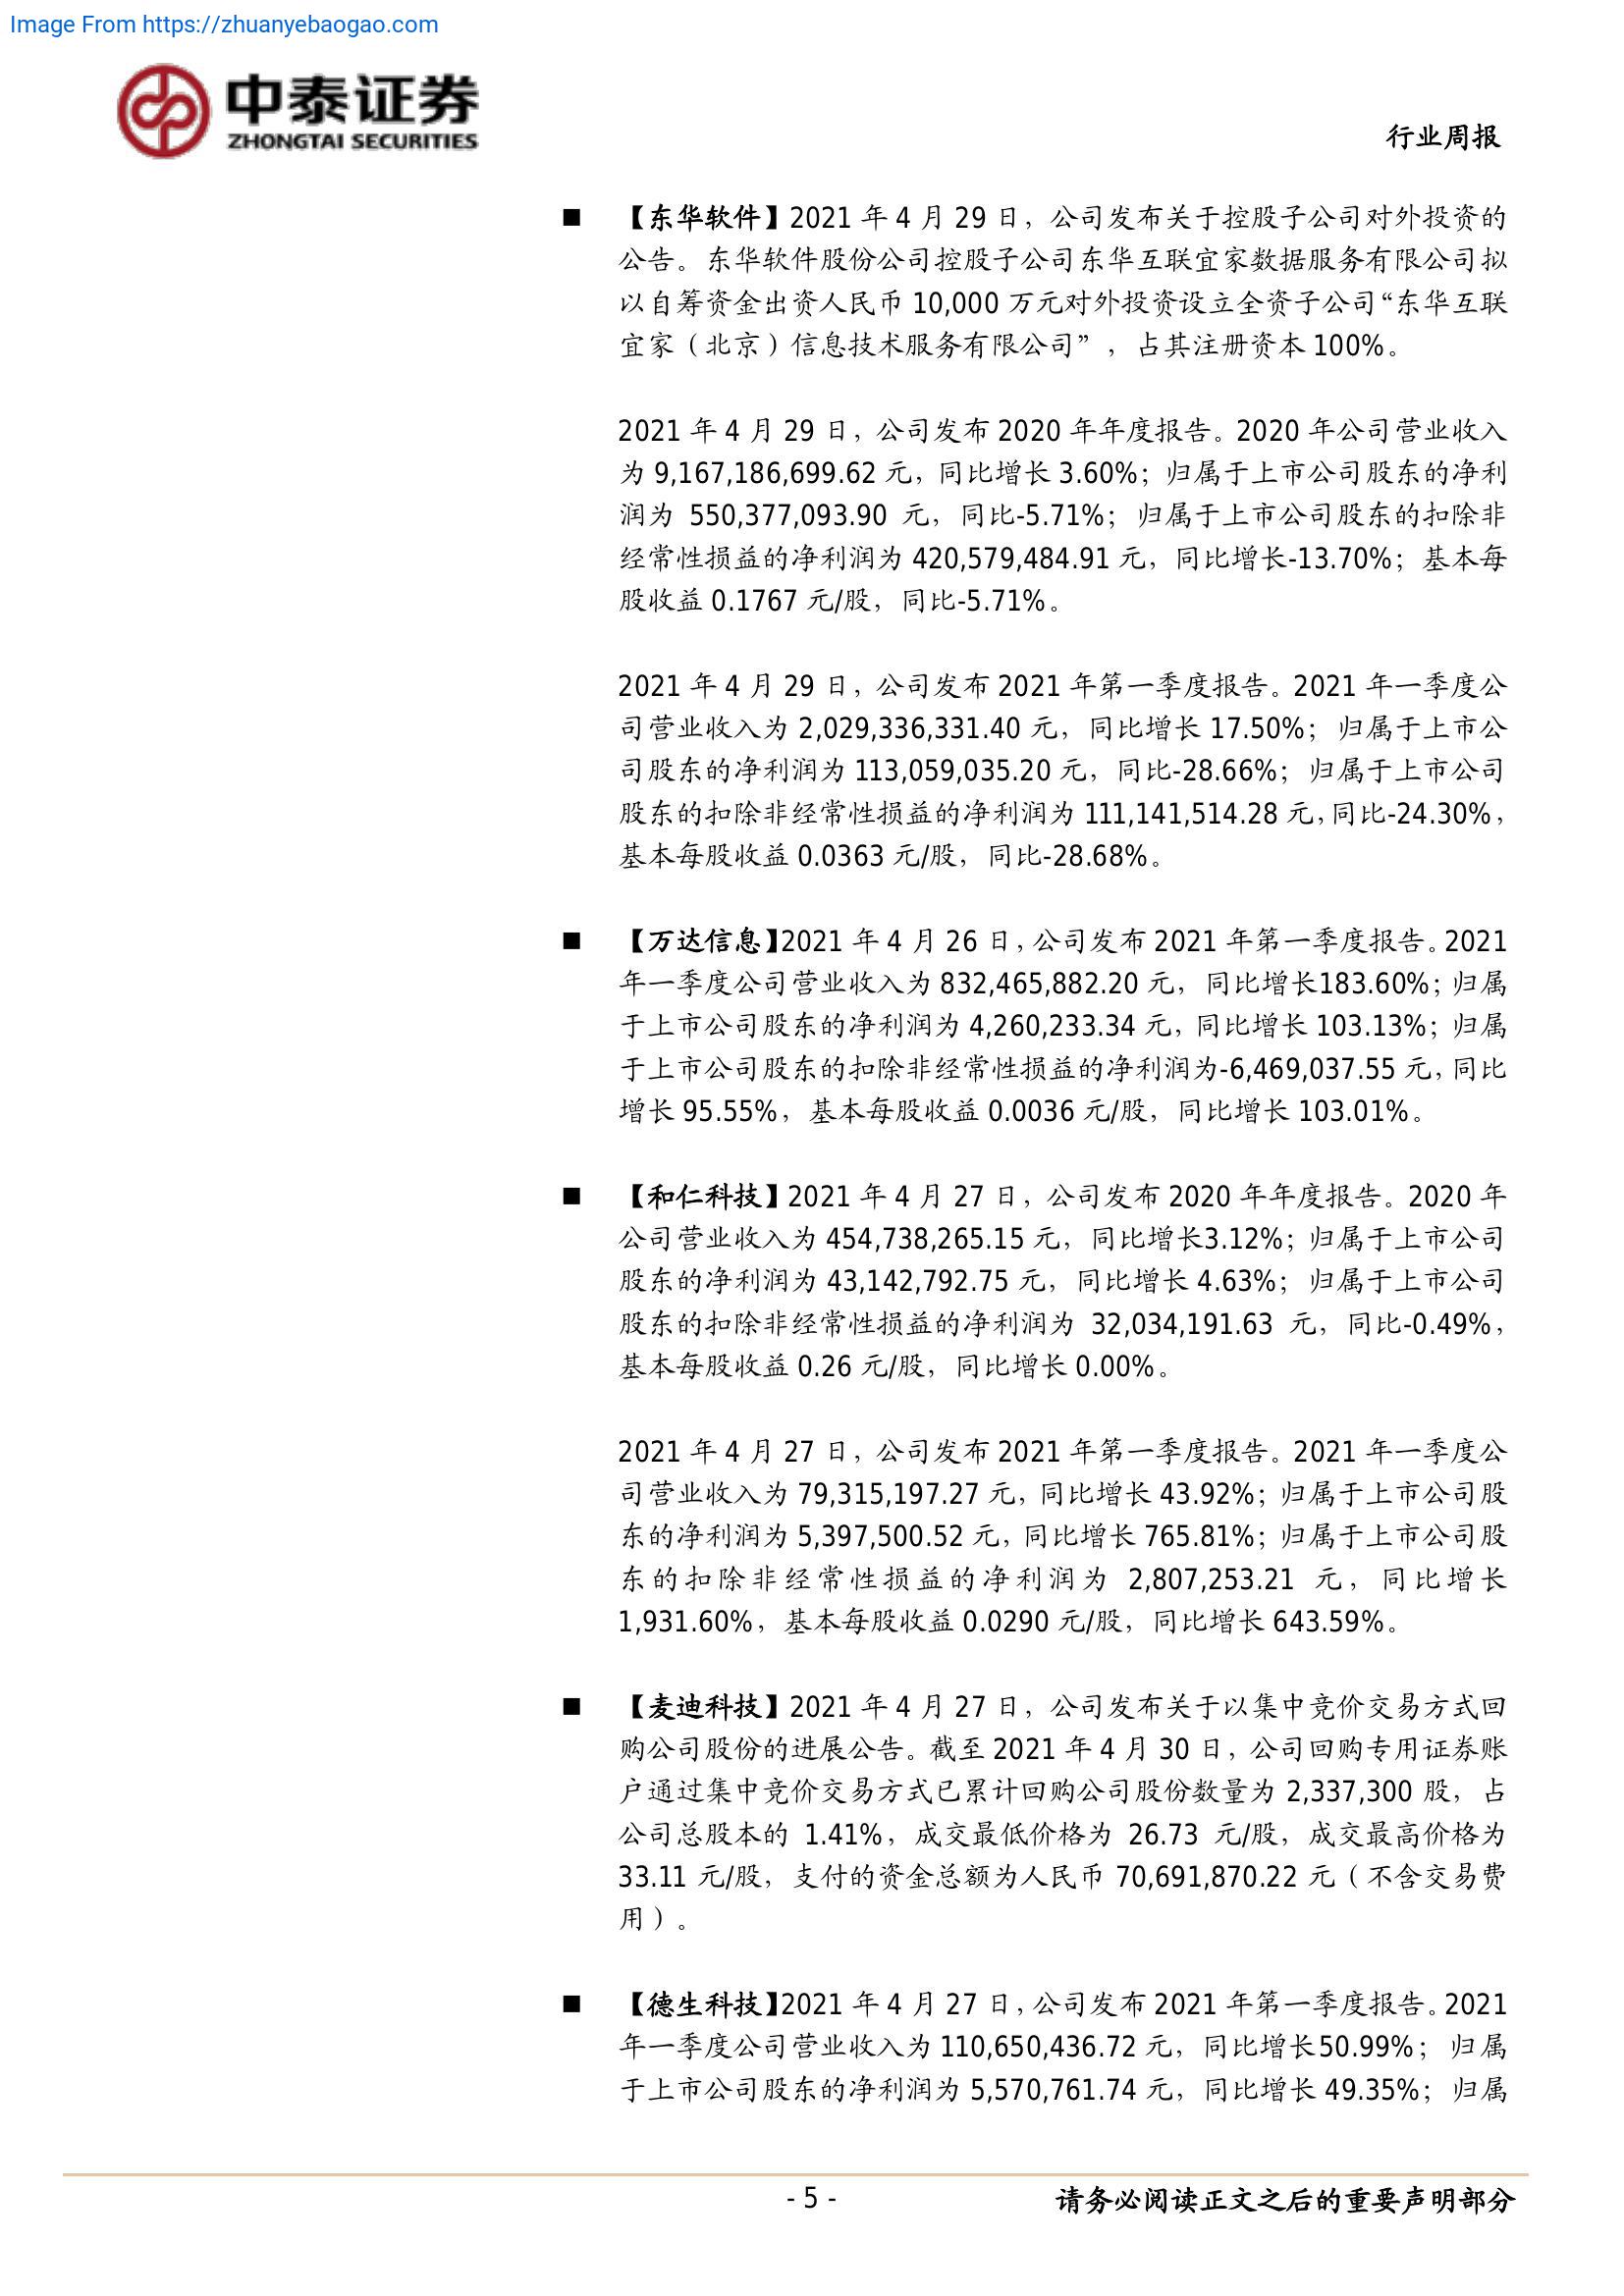 Image From https://zhuanyebaogao.com
中泰证券
ZHONGTAI SECURITIES
行业周报
■ 【东华软件】2021 年 4 月 29 日，公司发布关于控股子公司对外投资的
公告。东华软件股份公司控股子公司东华互联宜家数据服务有限公司拟
以自筹资金出资人民币 10,000 万元对外投资设立全资子公司“东华互联
宜家（北京）信息技术服务有限公司”，占其注册资本 100%。
2021 年 4 月 29 日，公司发布 2020 年年度报告。2020 年公司营业收入
为 9,167,186,699.62 元，同比增长 3.60%；归属于上市公司股东的净利
润为 550,377,093.90 元，同比-5.71%；归属于上市公司股东的扣除非
经常性损益的净利润为 420,579,484.91 元，同比增长-13.70%；基本每
股收益 0.1767 元/股，同比-5.71%。
2021 年 4 月 29 日，公司发布 2021 年第一季度报告。2021 年一季度公
司营业收入为 2,029,336,331.40 元，同比增长 17.50%；归属于上市公
司股东的净利润为 113,059,035.20 元，同比-28.66%；归属于上市公司
股东的扣除非经常性损益的净利润为 111,141,514.28 元，同比-24.30%，
基本每股收益 0.0363 元/股，同比-28.68%。
■ 【万达信息】2021 年 4 月 26 日，公司发布 2021 年第一季度报告。2021
年一季度公司营业收入为 832,465,882.20 元，同比增长183.60%；归属
于上市公司股东的净利润为 4,260,233.34 元，同比增长 103.13%；归属
于上市公司股东的扣除非经常性损益的净利润为-6,469,037.55 元，同比
增长 95.55%，基本每股收益 0.0036 元/股，同比增长 103.01%。
■ 【和仁科技】2021 年 4 月 27 日，公司发布 2020 年年度报告。2020 年
公司营业收入为 454,738,265.15 元，同比增长3.12%；归属于上市公司
股东的净利润为 43,142,792.75 元，同比增长 4.63%；归属于上市公司
股东的扣除非经常性损益的净利润为 32,034,191.63 元，同比-0.49%，
基本每股收益 0.26 元/股，同比增长 0.00%。
2021 年 4 月 27 日，公司发布 2021 年第一季度报告。2021 年一季度公
司营业收入为 79,315,197.27 元，同比增长 43.92%；归属于上市公司股
东的净利润为 5,397,500.52 元，同比增长 765.81%；归属于上市公司股
东的扣除非经常性损益的净利润为 2,807,253.21 元，同比增长
1,931.60%，基本每股收益 0.0290 元/股，同比增长 643.59%。
■ 【麦迪科技】2021 年 4 月 27 日，公司发布关于以集中竞价交易方式回
购公司股份的进展公告。截至 2021 年 4 月 30 日，公司回购专用证券账
户通过集中竞价交易方式已累计回购公司股份数量为 2,337,300 股，占
公司总股本的 1.41%，成交最低价格为 26.73 元/股，成交最高价格为
33.11 元/股，支付的资金总额为人民币 70,691,870.22 元（不含交易费
用）。
■ 【德生科技】2021 年 4 月 27 日，公司发布 2021 年第一季度报告。2021
年一季度公司营业收入为 110,650,436.72 元，同比增长50.99%；归属
于上市公司股东的净利润为 5,570,761.74 元，同比增长 49.35%；归属
- 5 -
请务必阅读正文之后的重要声明部分